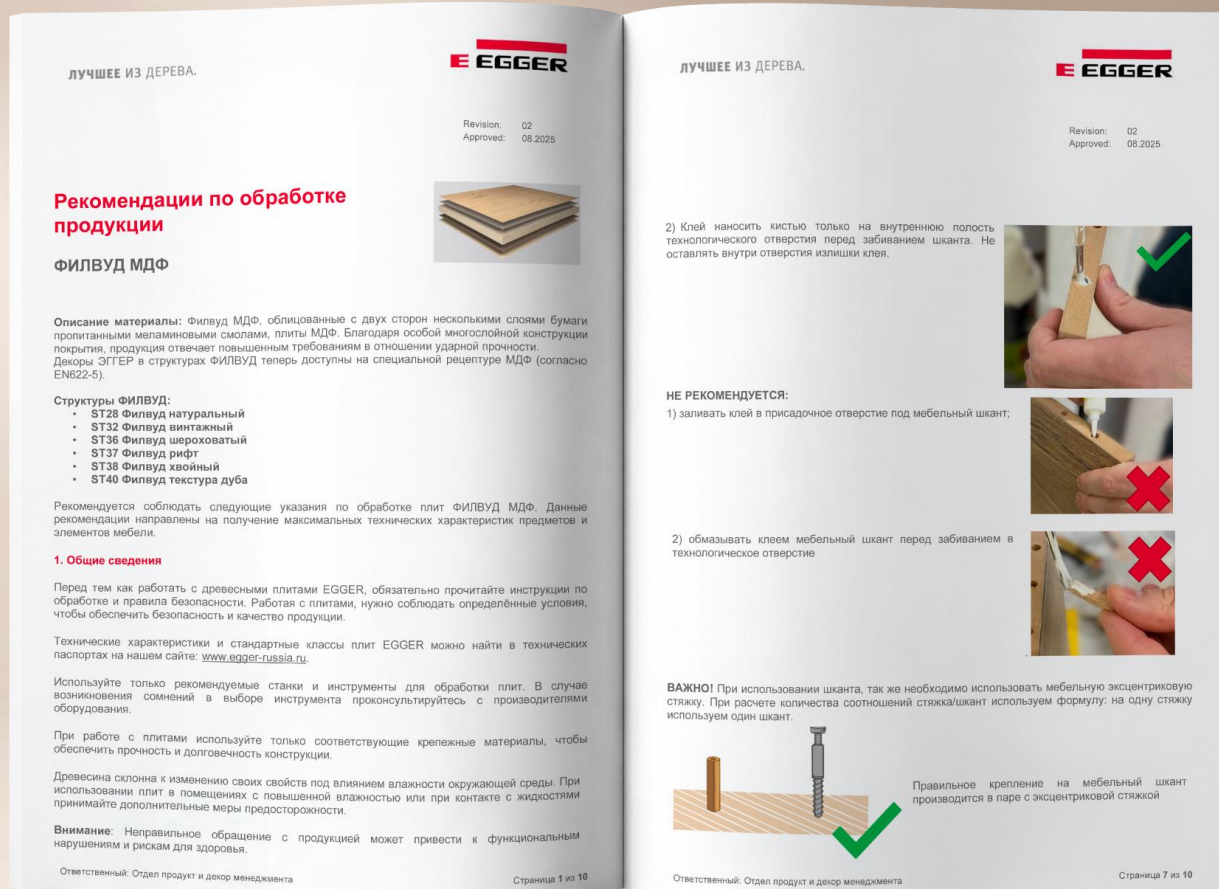 ЛУЧШЕЕ ИЗ ДЕРЕВА.
E EGGER
Revision: 02
Approved: 08.2025
Рекомендации по обработке
продукции
ФИЛВУД МДФ
Описание материалы: Филвуд МДФ, облицованные с двух сторон несколькими слоями бумаги
пропитанными меламиновыми смолами, плиты МДФ. Благодаря особой многослойной конструкции
покрытия, продукция отвечает повышенным требованиям в отношении ударной прочности.
Декоры ЭГГЕР в структурах ФИЛВУД теперь доступны на специальной рецептуре МДФ (согласно
EN622-5).
Структуры ФИЛВУД:
• ST28 Филвуд натуральный
• ST32 Филвуд винтажный
• ST36 Филвуд шероховатый
• ST37 Филвуд рифт
• ST38 Филвуд хвойный
• ST40 Филвуд текстура дуба
Рекомендуется соблюдать следующие указания по обработке плит ФИЛВУД МДФ. Данные
рекомендации направлены на получение максимальных технических характеристик предметов и
элементов мебели.
1. Общие сведения
Перед тем как работать с древесными плитами EGGER, обязательно прочитайте инструкции по
обработке и правила безопасности. Работая с плитами, нужно соблюдать определённые условия,
чтобы обеспечить безопасность и качество продукции.
Технические характеристики и стандартные классы плит EGGER можно найти в технических
паспортах на нашем сайте: www.egger-russia.ru.
Используйте только рекомендуемые станки и инструменты для обработки плит. В случае
возникновения сомнений в выборе инструмента проконсультируйтесь с производителями
оборудования.
При работе с плитами используйте только соответствующие крепежные материалы, чтобы
обеспечить прочность и долговечность конструкции.
Древесина склонна к изменению своих свойств под влиянием влажности окружающей среды. При
использовании плит в помещениях с повышенной влажностью или при контакте с жидкостями
принимайте дополнительные меры предосторожности.
Внимание: Неправильное обращение с продукцией может привести к функциональным
нарушениям и рискам для здоровья.
Ответственный: Отдел продукт и декор менеджмента
Страница 1 из 10
ЛУЧШЕЕ ИЗ ДЕРЕВА.
E EGGER
Revision: 02
Approved: 08.2025
2) Клей наносить кистью только на внутреннюю полость
технологического отверстия перед забиванием шканта. Не
оставлять внутри отверстия излишки клея.
НЕ РЕКОМЕНДУЕТСЯ:
1) заливать клей в присадочное отверстие под мебельный шкант;
2) обмазывать клеем мебельный шкант перед забиванием в
технологическое отверстие
ВАЖНО! При использовании шканта, так же необходимо использовать мебельную эксцентриковую
стяжку. При расчете количества соотношений стяжка/шкант используем формулу: на одну стяжку
используем один шкант.
Правильное крепление на мебельный шкант
производится в паре с эксцентриковой стяжкой
Ответственный: Отдел продукт и декор менеджмента
Страница 7 из 10